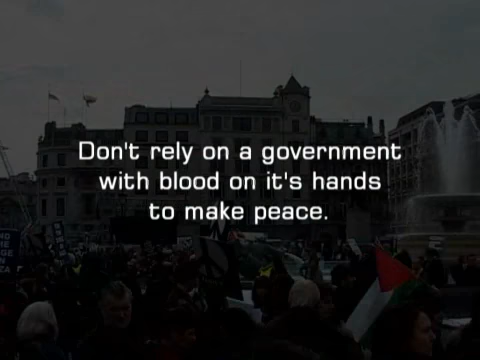 Don't rely on a government
with blood on it's hands
to make peace.